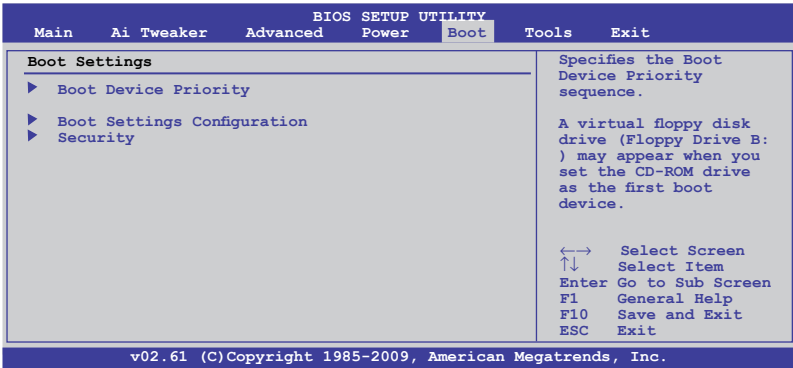 BIOS SETUP UTILITY
Main Ai Tweaker Advanced Power Boot Tools Exit
Boot Settings
Boot Device Priority
Boot Settings Configuration
Security
Specifies the Boot
Device Priority
sequence.
A virtual floppy disk
drive (Floppy Drive B:
) may appear when you
set the CD-ROM drive
as the first boot
device.
←→ Select Screen
↑↓ Select Item
Enter Go to Sub Screen
F1 General Help
F10 Save and Exit
ESC Exit
v02.61 (C)Copyright 1985-2009, American Megatrends, Inc.